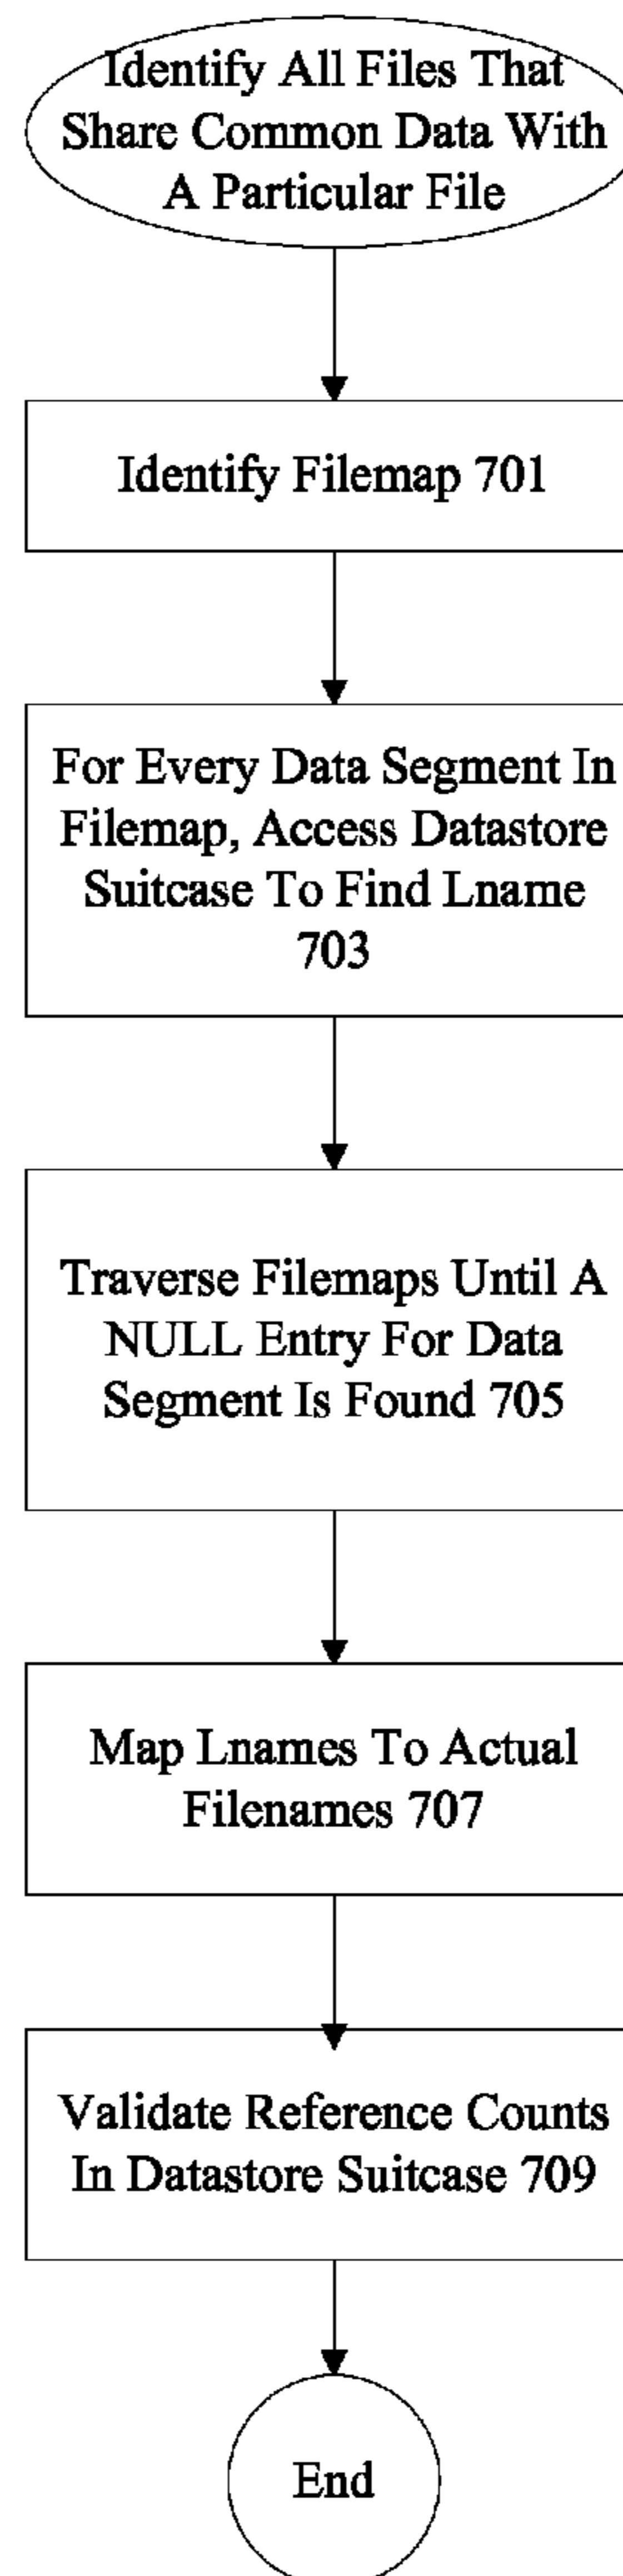 Identify All Files That
Share Common Data With
A Particular File
Identify Filemap 701
For Every Data Segment In
Filemap, Access Datastore
Suitcase To Find Lname
703
Traverse Filemaps Until A
NULL Entry For Data
Segment Is Found 705
Map Lnames To Actual
Filenames 707
Validate Reference Counts
In Datastore Suitcase 709
End